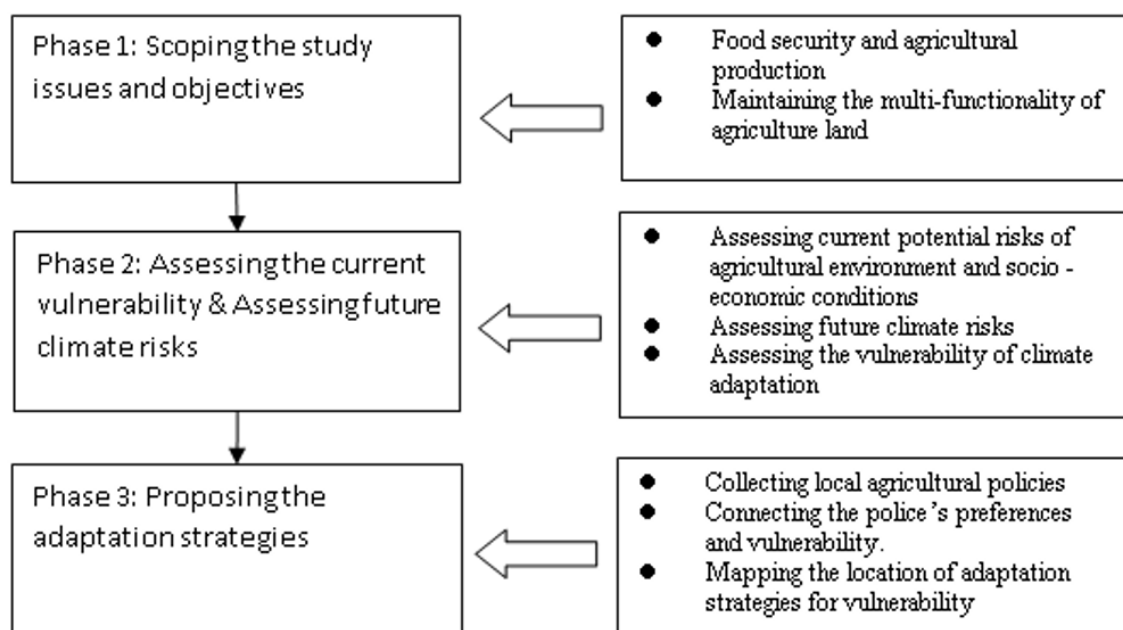 Phase 1: Scoping the study
issues and objectives
● Food security and agricultural
production
● Maintaining the multi-functionality of
agriculture land
Phase 2: Assessing the current
vulnerability & Assessing future
climate risks
● Assessing current potential risks of
agricultural environment and socio -
economic conditions
● Assessing future climate risks
● Assessing the vulnerability of climate
adaptation
Phase 3: Proposing the
adaptation strategies
● Collecting local agricultural policies
● Connecting the police’s preferences
and vulnerability.
● Mapping the location of adaptation
strategies for vulnerability